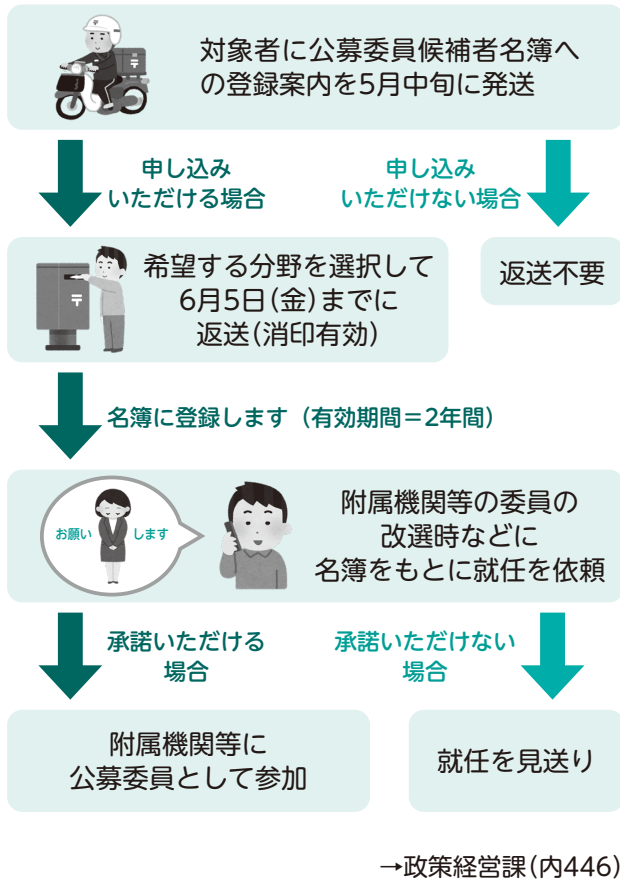 対象者に公募委員候補者名簿へ
の登録案内を5月中旬に発送
申し込み
いただける場合
申し込み
いただけない場合
希望する分野を選択して
6月5日(金)までに
返送(消印有効)
返送不要
名簿に登録します（有効期間＝2年間）
お願い
します
附属機関等の委員の
改選時などに
名簿をもとに就任を依頼
承諾いただける
場合
承諾いただけない
場合
附属機関等に
公募委員として参加
就任を見送り
→政策経営課(内446)